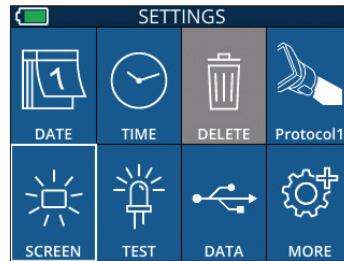 SETTINGS
1
DATE TIME DELETE Protocol1
SCREEN TEST DATA MORE